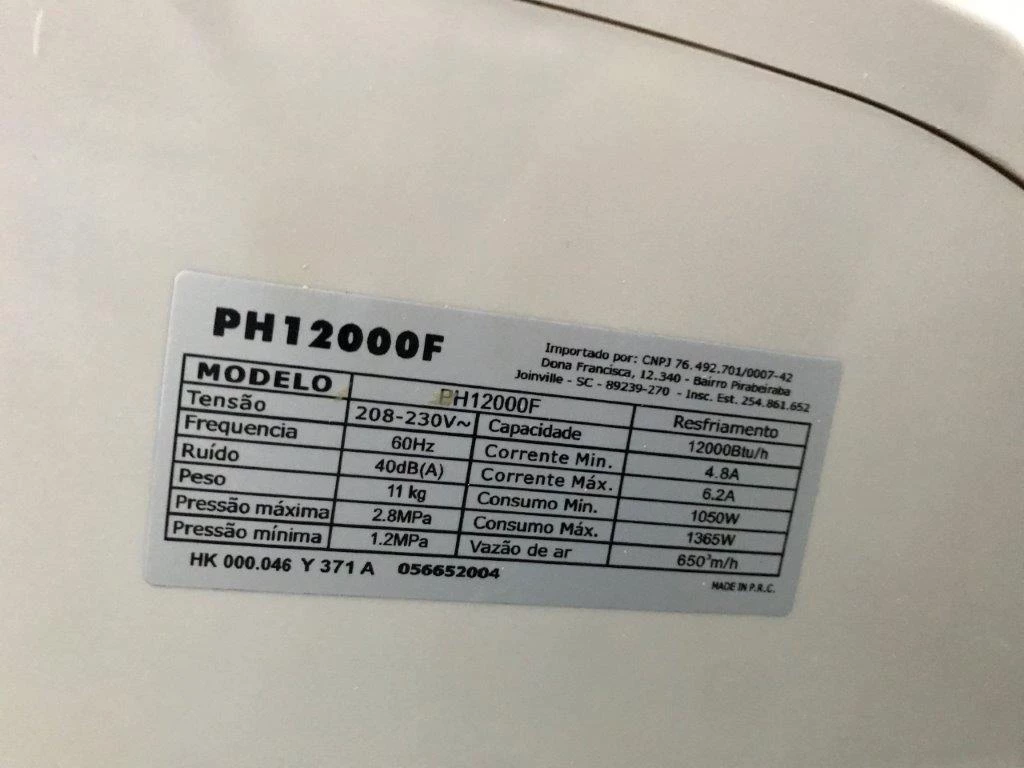 PH12000F
Importado por: CNPJ 76.492.701/0007-42
Dona Francisca, 12.340 - Bairro Pirabeiraba
Joinville - SC - 89239-270 - Insc. Est. 254.861.652
MODELO PH12000F Resfriamento
Tensão 208-230V~ Capacidade 12000Btu/h
Frequencia 60Hz Corrente Min. 4.8A
Ruído 40dB(A) Corrente Máx. 6.2A
Peso 11 kg Consumo Min. 1050W
Pressão máxima 2.8MPa Consumo Máx. 1365W
Pressão mínima 1.2MPa Vazão de ar 650³m/h
HK 000.046 Y 371 A 056652004
MADE IN P.R.C.